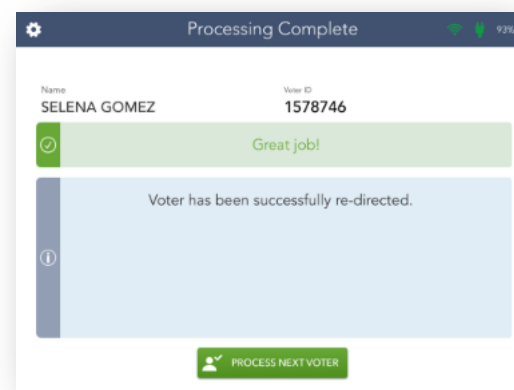 Processing Complete
93%
Name
Voter ID
SELENA GOMEZ
1578746
Great job!
Voter has been successfully re-directed.
PROCESS NEXT VOTER